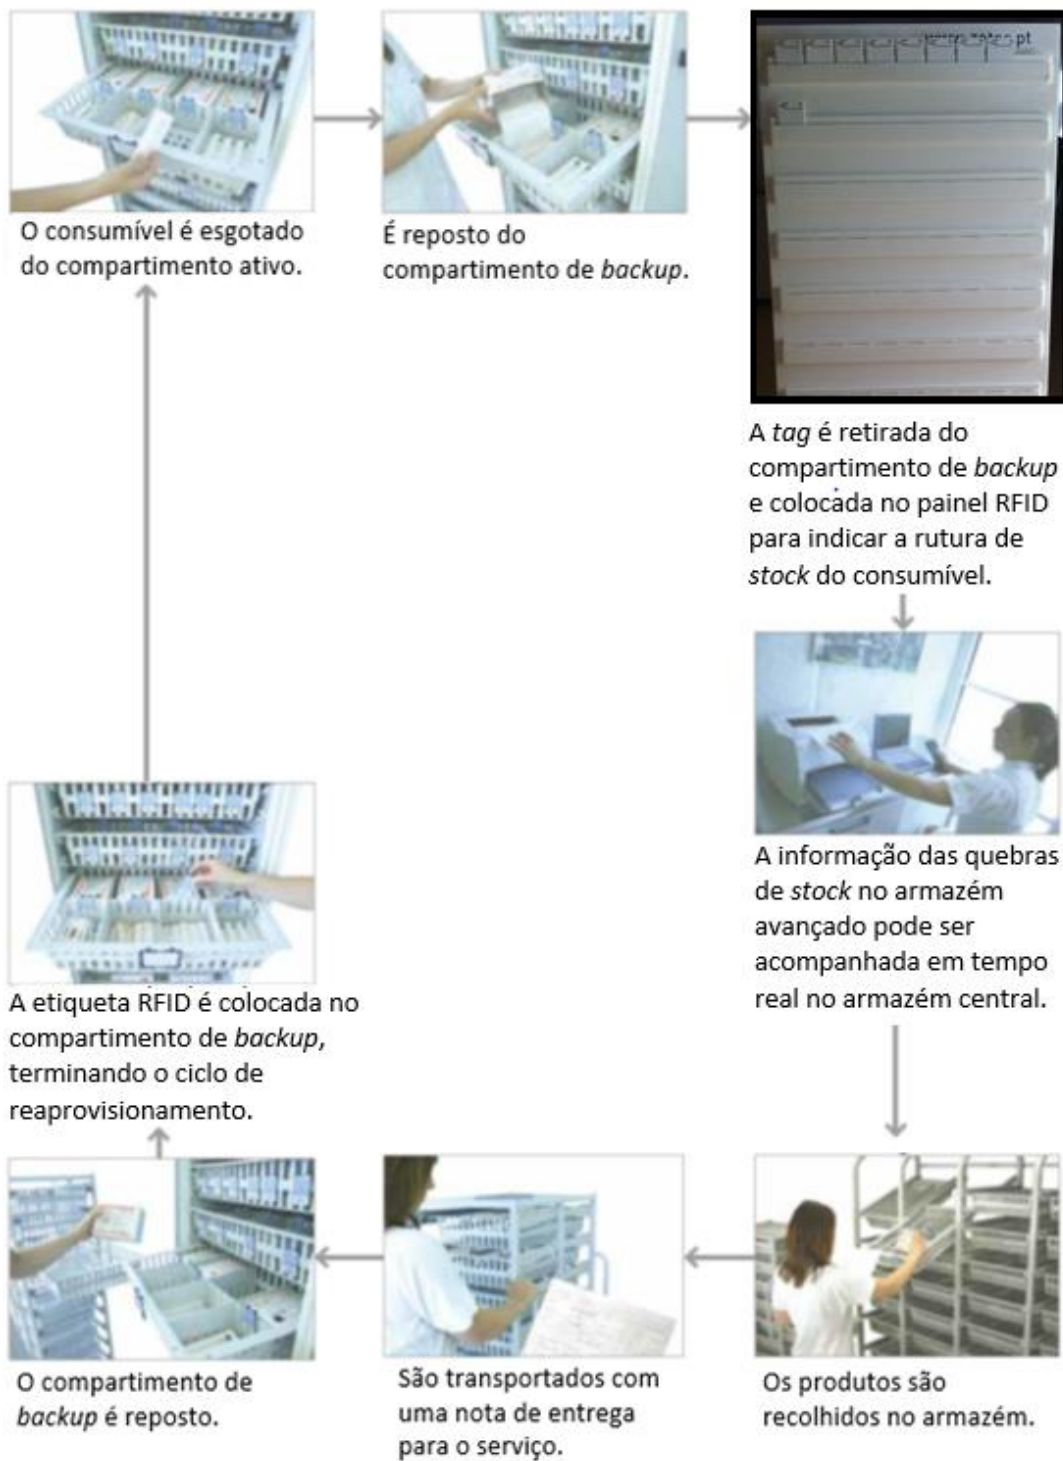 O consumível é esgotado
do compartimento ativo.
É reposto do
compartimento de backup.
A tag é retirada do
compartimento de backup
e colocada no painel RFID
para indicar a rutura de
stock do consumível.
A informação das quebras
de stock no armazém
avançado pode ser
acompanhada em tempo
real no armazém central.
Os produtos são
recolhidos no armazém.
São transportados com
uma nota de entrega
para o serviço.
O compartimento de
backup é reposto.
A etiqueta RFID é colocada no
compartimento de backup,
terminando o ciclo de
reaprovisionamento.